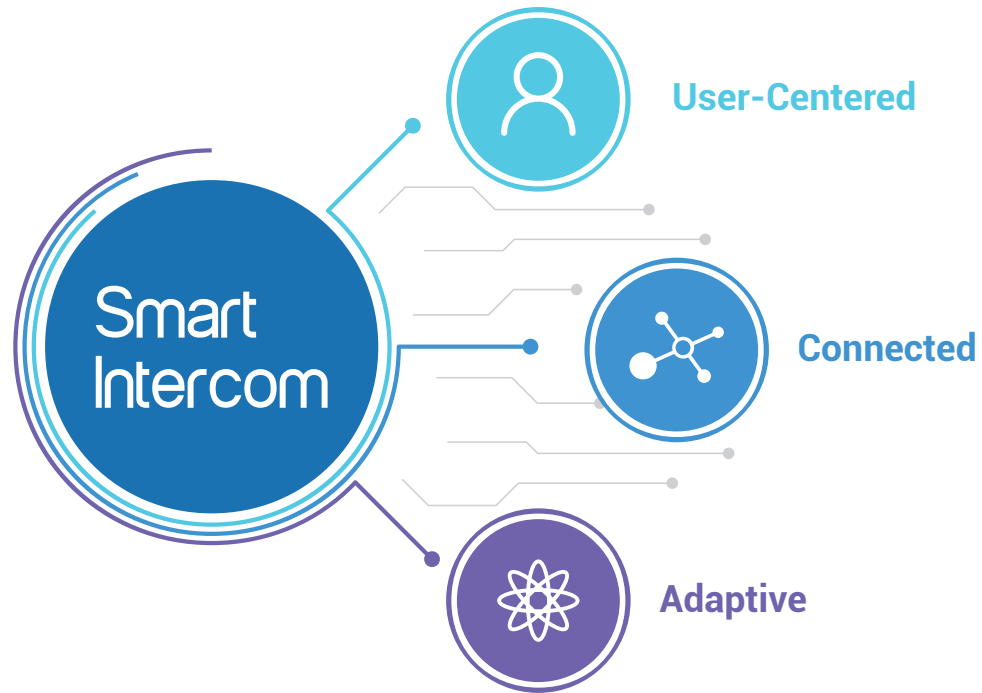 User-Centered
Smart
Intercom
Connected
Adaptive